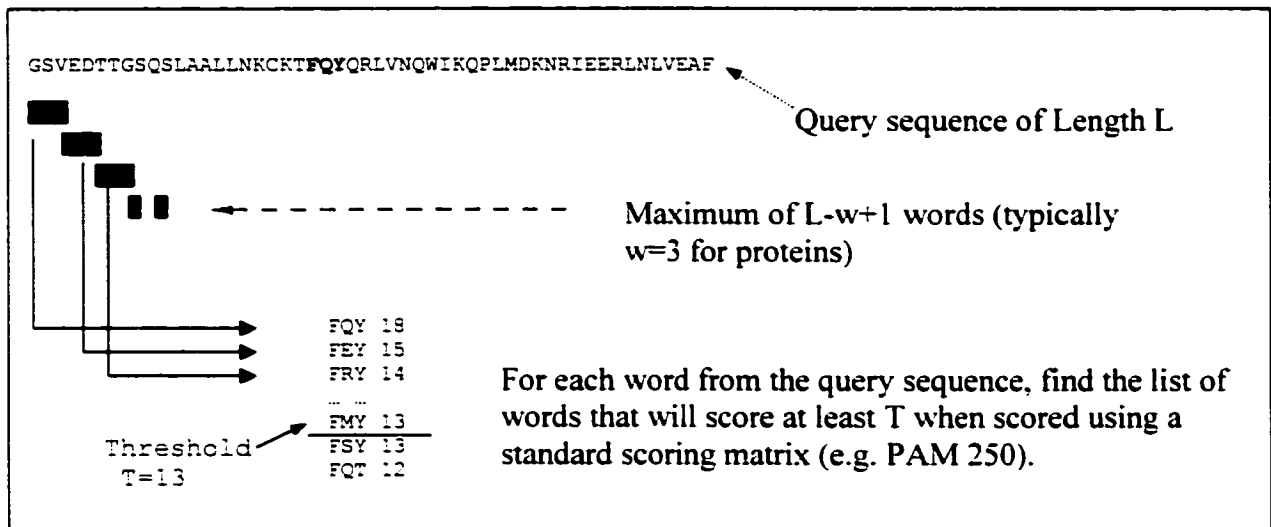 GSVEDTTGSQSLAALLNKCKTFQYQRLVNQWIKQPLMDKNRIEERLNLVEAF
Query sequence of Length L
Maximum of L-w+1 words (typically
w=3 for proteins)
FQY 18
FEY 15
FRY 14
... ...
FMY 13
FSY 13
FQT 12
Threshold
T=13
For each word from the query sequence, find the list of
words that will score at least T when scored using a
standard scoring matrix (e.g. PAM 250).